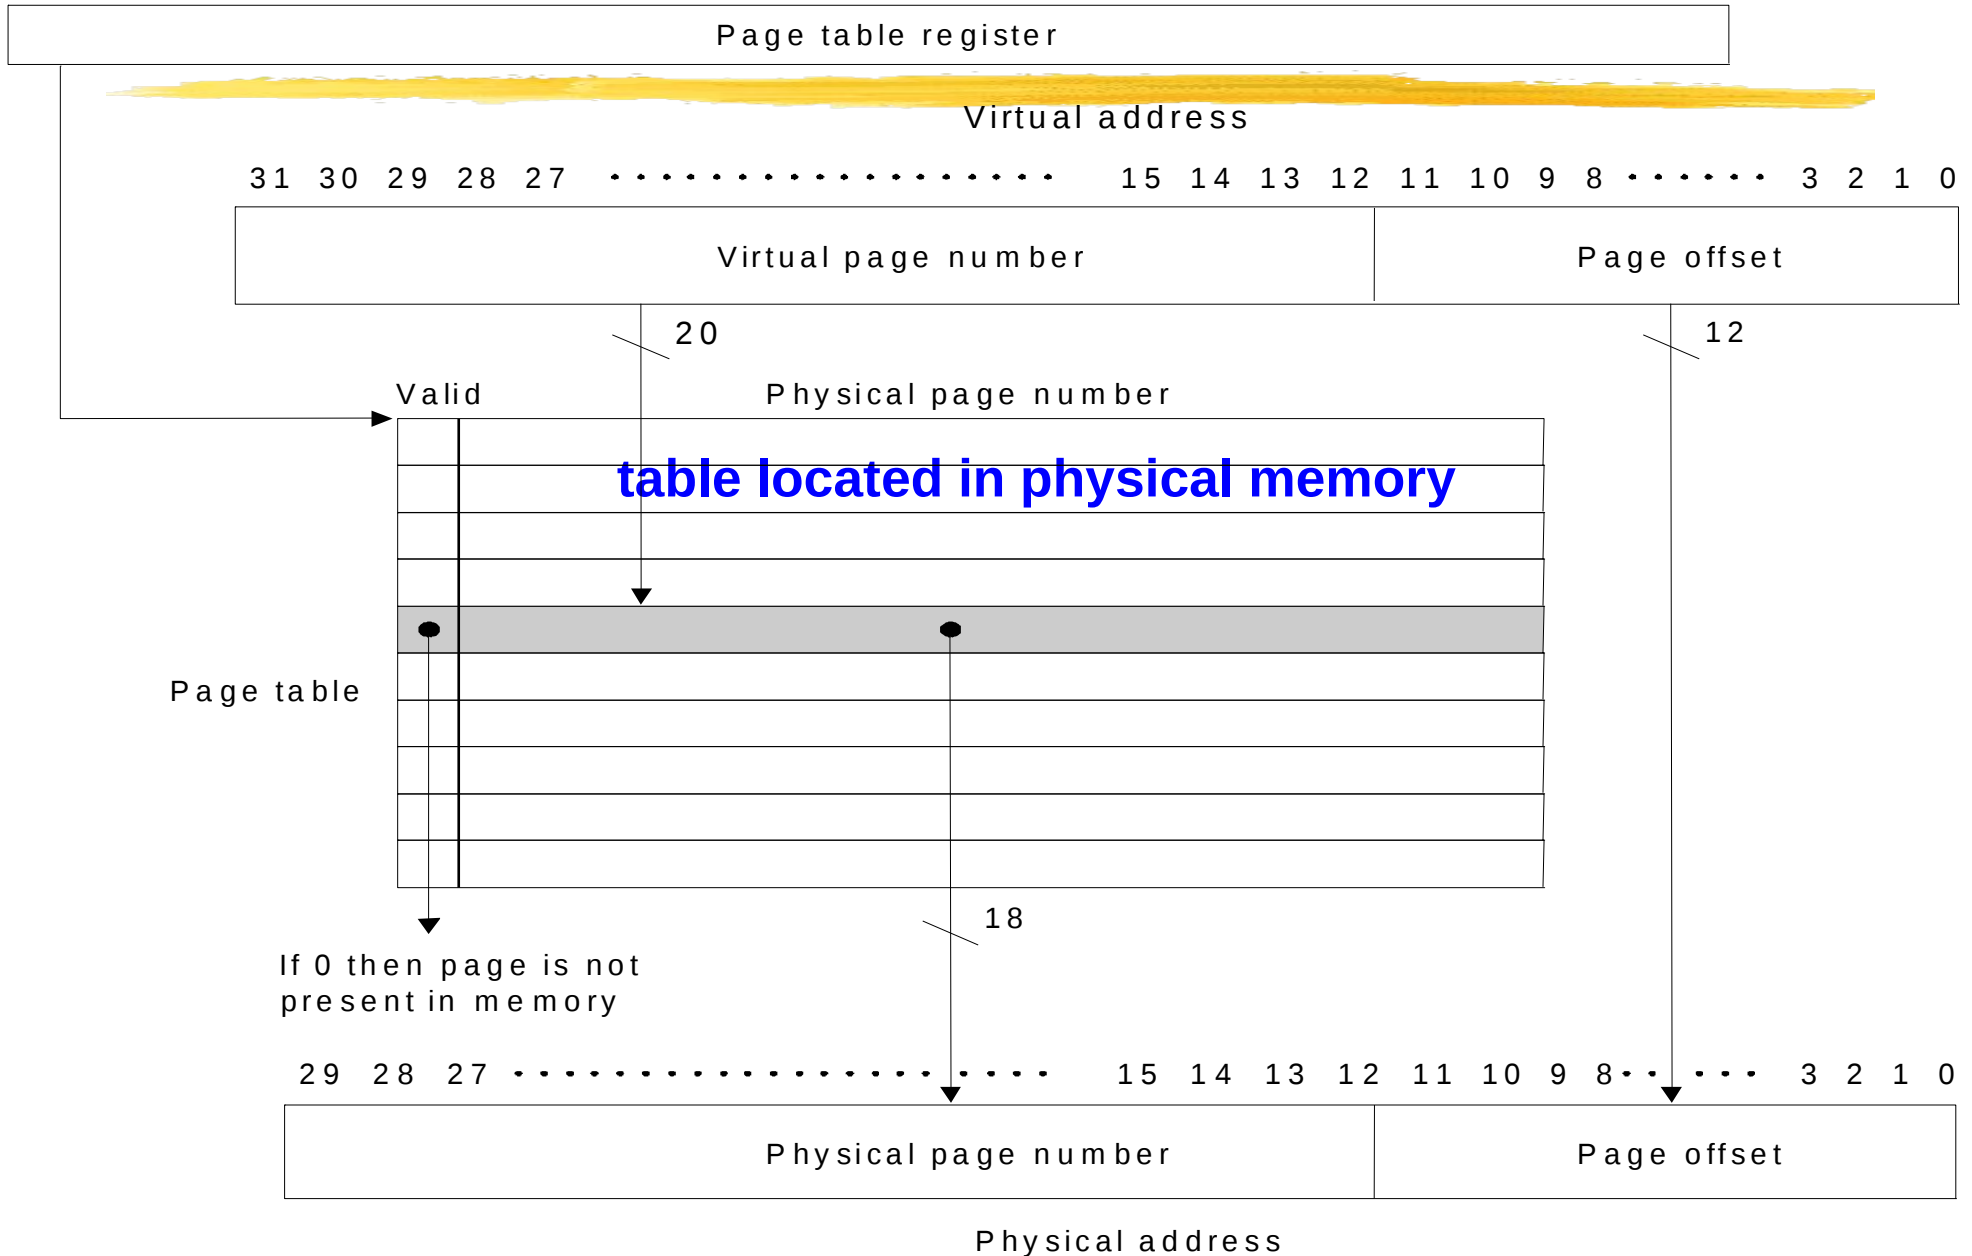 Page table register
Virtual address
31 30 29 28 27 15 14 13 12 11 10 9 8 3 2 1 0
Virtual page number Page offset
20 12
Valid Physical page number
table located in physical memory
Page table
18
If 0 then page is not
present in memory
29 28 27 15 14 13 12 11 10 9 8 3 2 1 0
Physical page number Page offset
Physical address